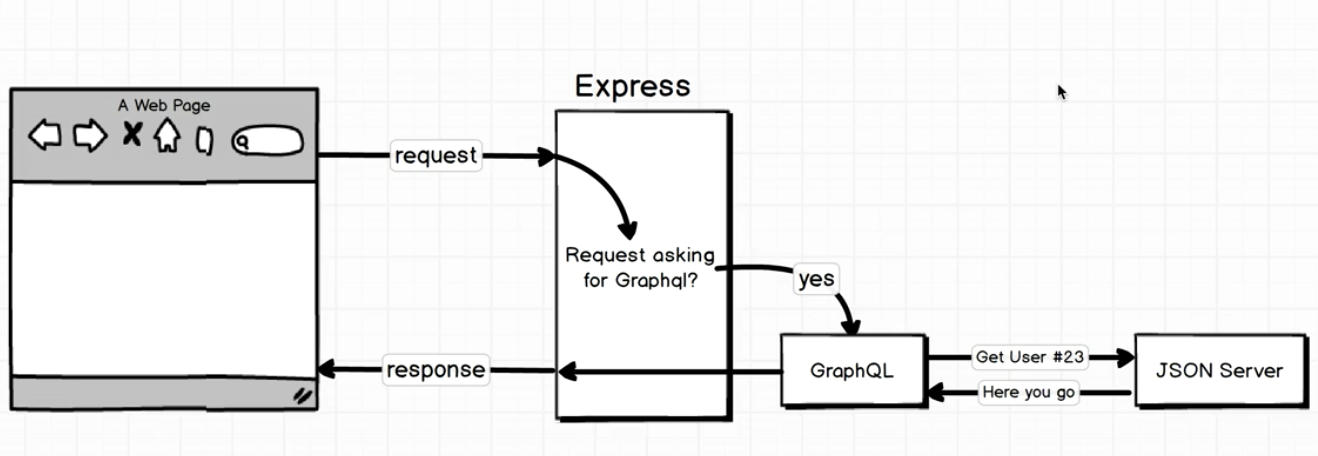 Express
A Web Page
request
Request asking
for Graphql?
yes
Get User #23
GraphQL
JSON Server
response
Here you go